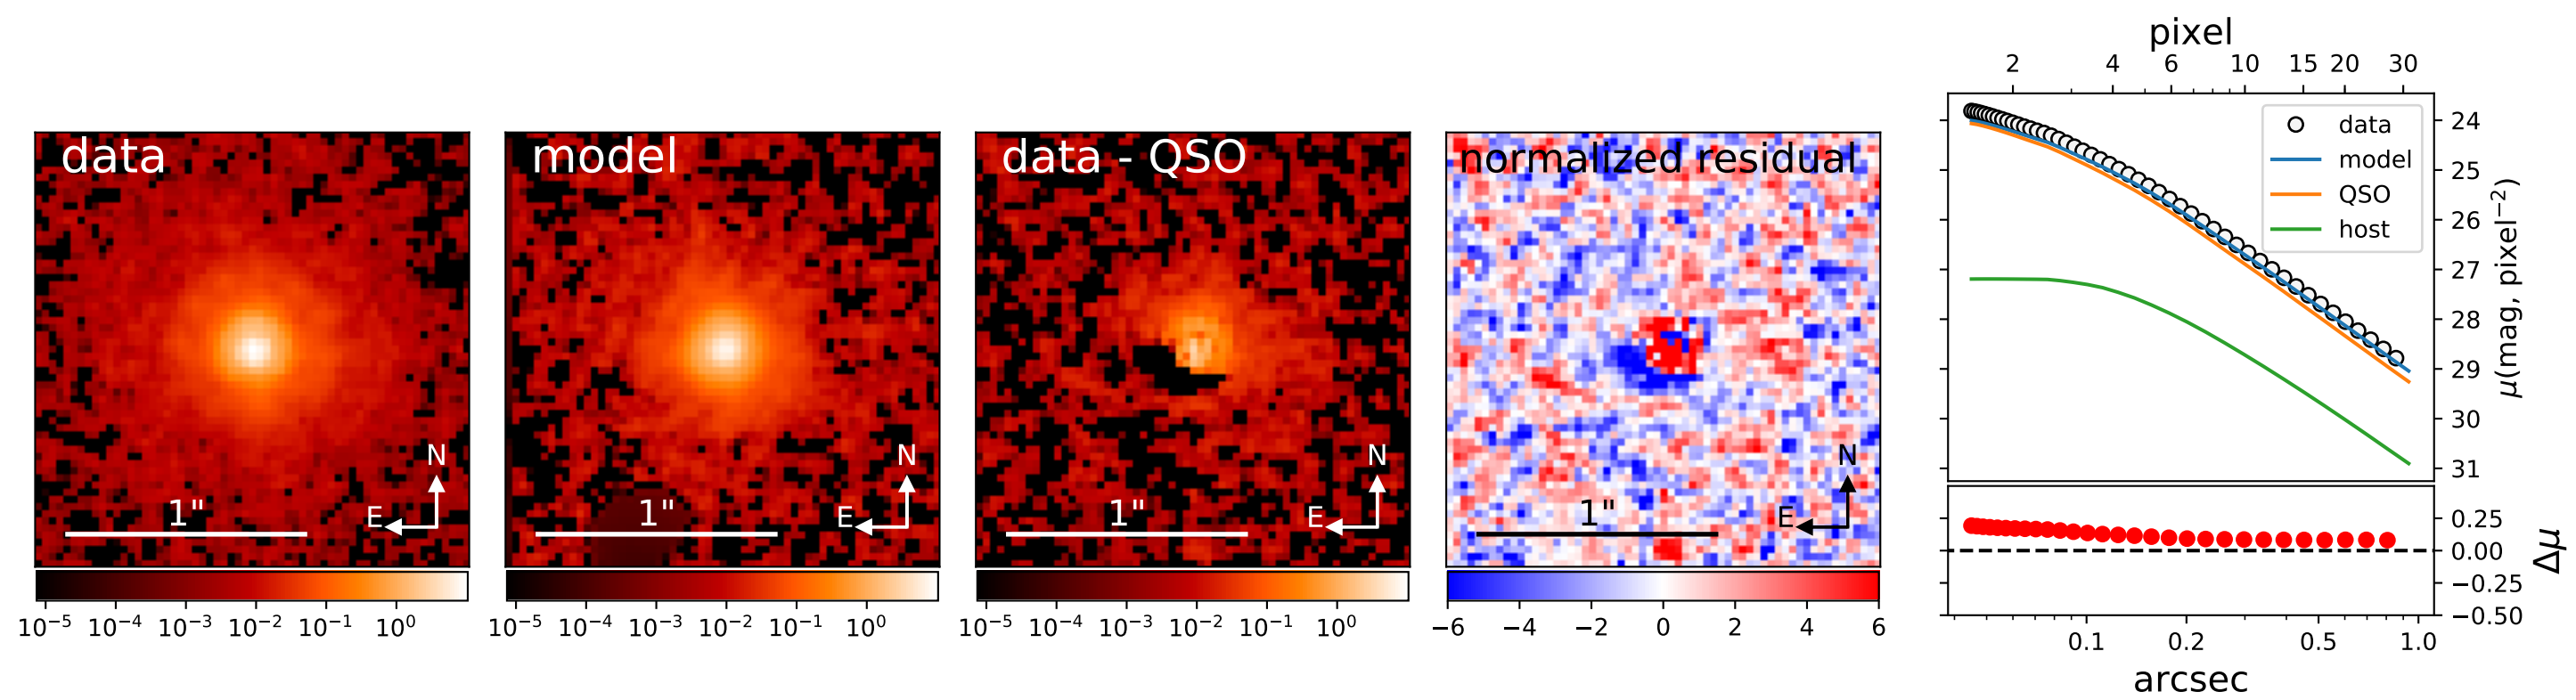 data
1"
N
E
10⁻⁵ 10⁻⁴ 10⁻³ 10⁻² 10⁻¹ 10⁰
model
1"
N
E
10⁻⁵ 10⁻⁴ 10⁻³ 10⁻² 10⁻¹ 10⁰
data - QSO
1"
N
E
10⁻⁵ 10⁻⁴ 10⁻³ 10⁻² 10⁻¹ 10⁰
normalized residual
1"
N
E
−6 −4 −2 0 2 4 6
pixel
2 4 6 10 15 20 30
data
model
QSO
host
24
25
26
27
28
29
30
31
μ(mag, pixel⁻²)
0.25
0.00
−0.25
−0.50
Δμ
0.1 0.2 0.5 1.0
arcsec